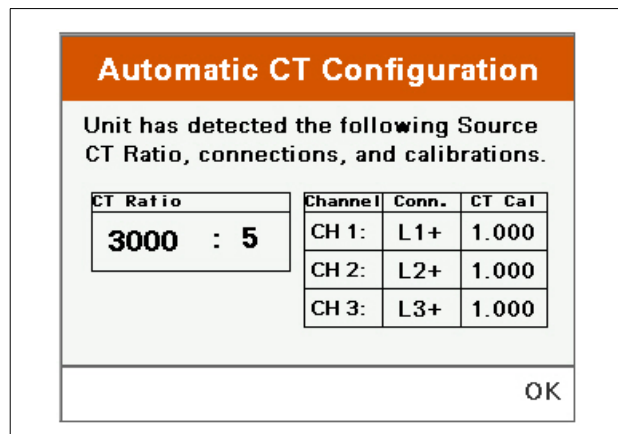 Automatic CT Configuration
Unit has detected the following Source
CT Ratio, connections, and calibrations.
CT Ratio
3000 : 5
Channel Conn. CT Cal
CH 1: L1+ 1.000
CH 2: L2+ 1.000
CH 3: L3+ 1.000
OK